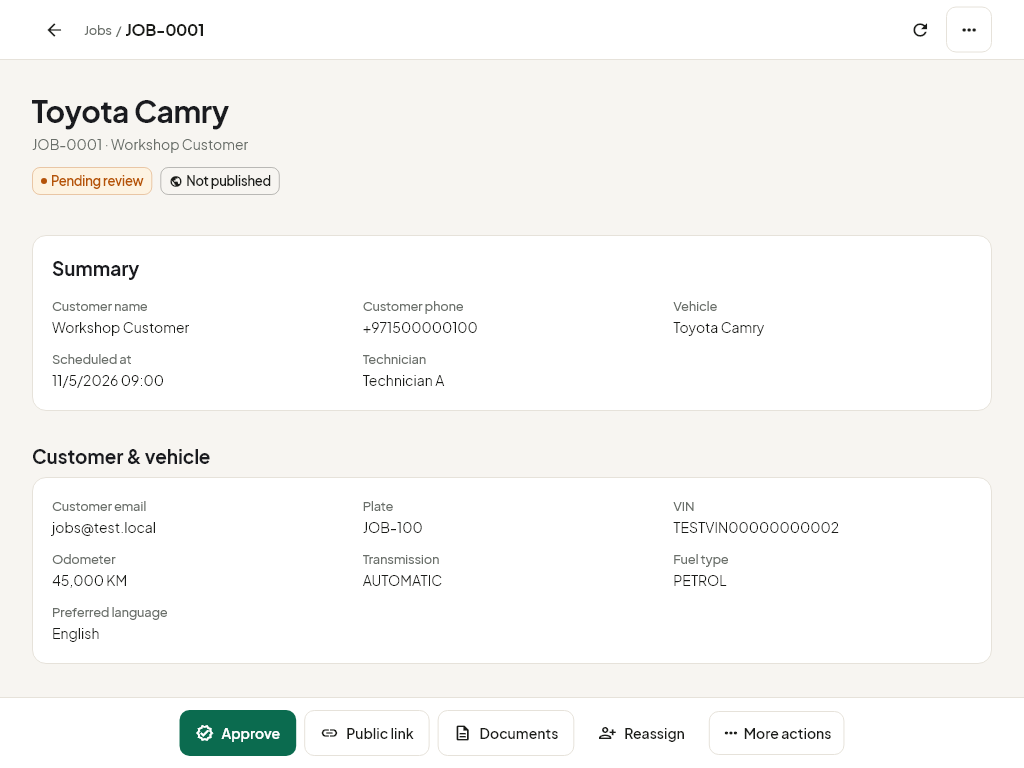 Jobs / JOB-0001
Toyota Camry
JOB-0001 · Workshop Customer
Pending review Not published
Summary
Customer name Customer phone Vehicle
Workshop Customer +971500000100 Toyota Camry
Scheduled at Technician
11/5/2026 09:00 Technician A
Customer & vehicle
Customer email Plate VIN
jobs@test.local JOB-100 TESTVIN00000000002
Odometer Transmission Fuel type
45,000 KM AUTOMATIC PETROL
Preferred language
English
Approve Public link Documents Reassign More actions